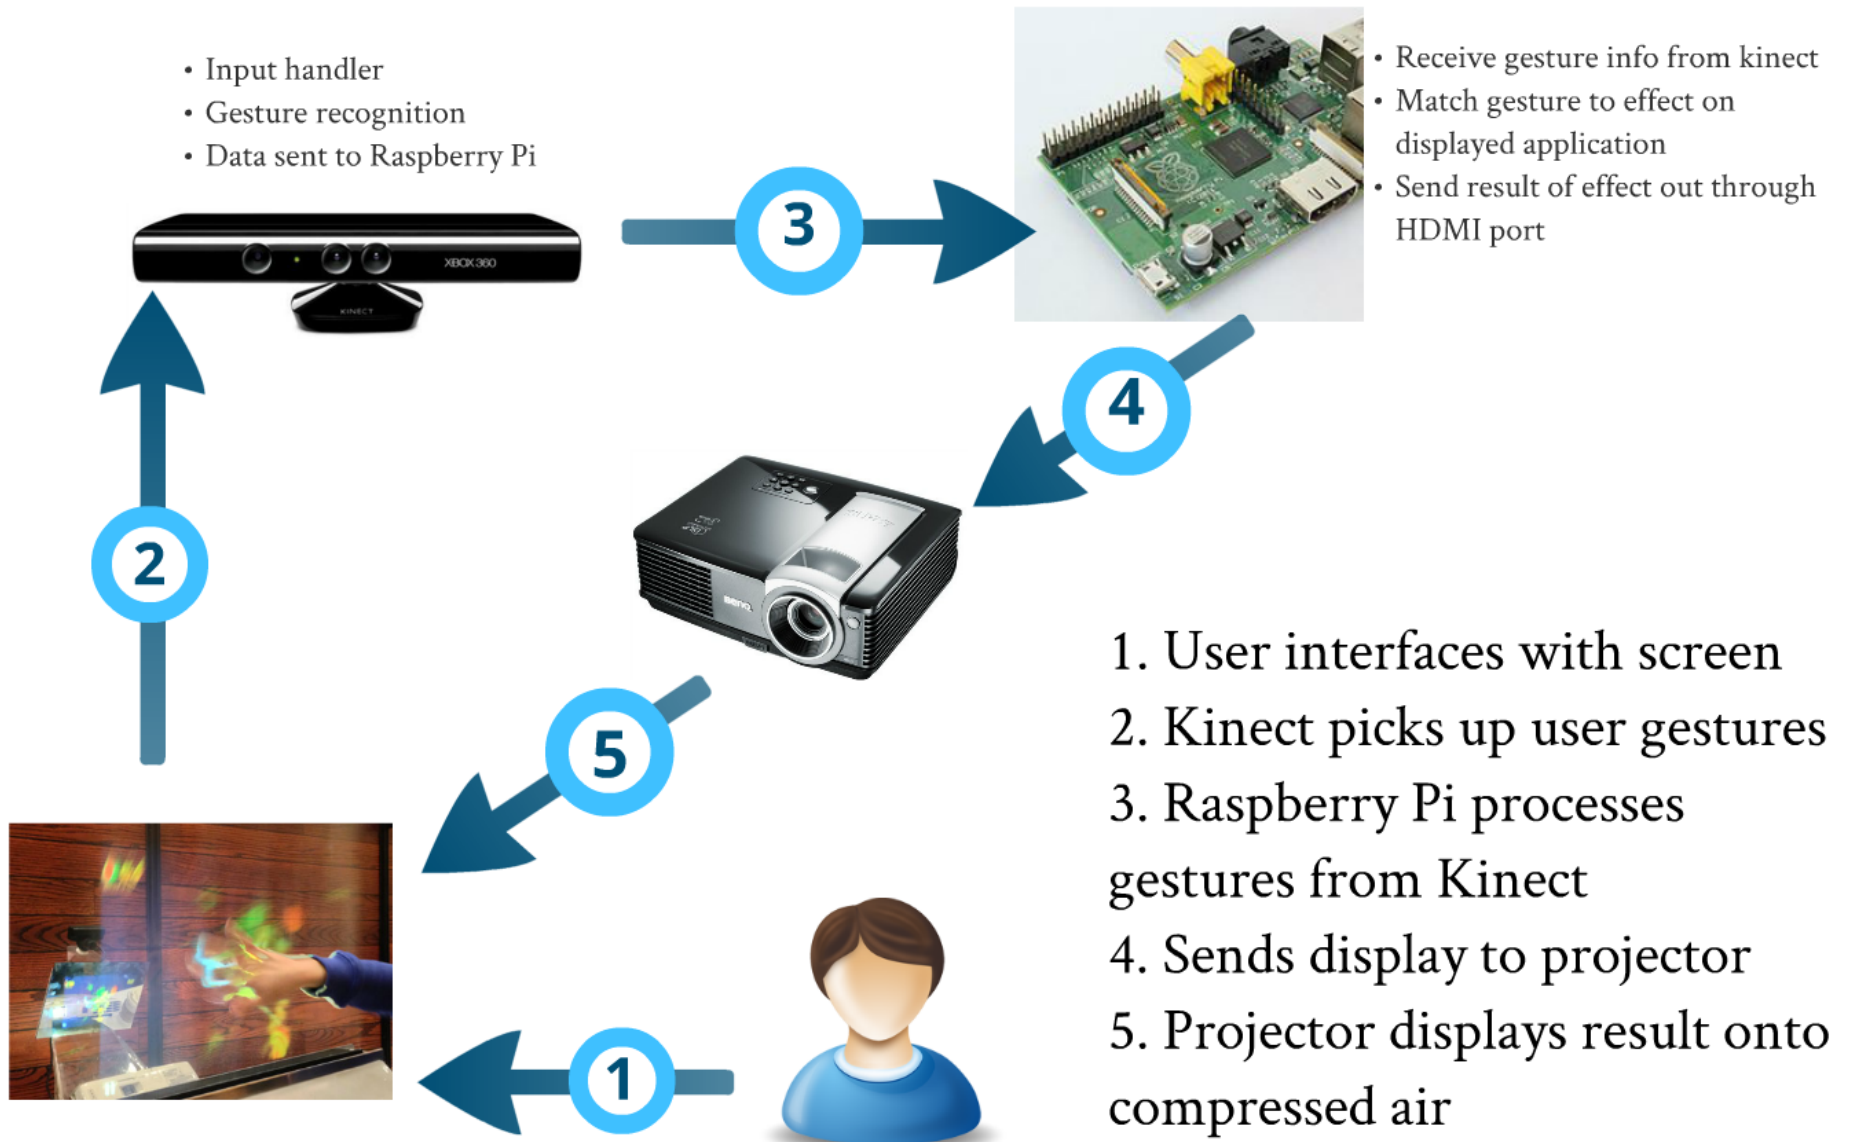 • Input handler
• Gesture recognition
• Data sent to Raspberry Pi
XBOX 360
KINECT
3
• Receive gesture info from kinect
• Match gesture to effect on
displayed application
• Send result of effect out through
HDMI port
4
2
BenQ
5
1
1. User interfaces with screen
2. Kinect picks up user gestures
3. Raspberry Pi processes
gestures from Kinect
4. Sends display to projector
5. Projector displays result onto
compressed air